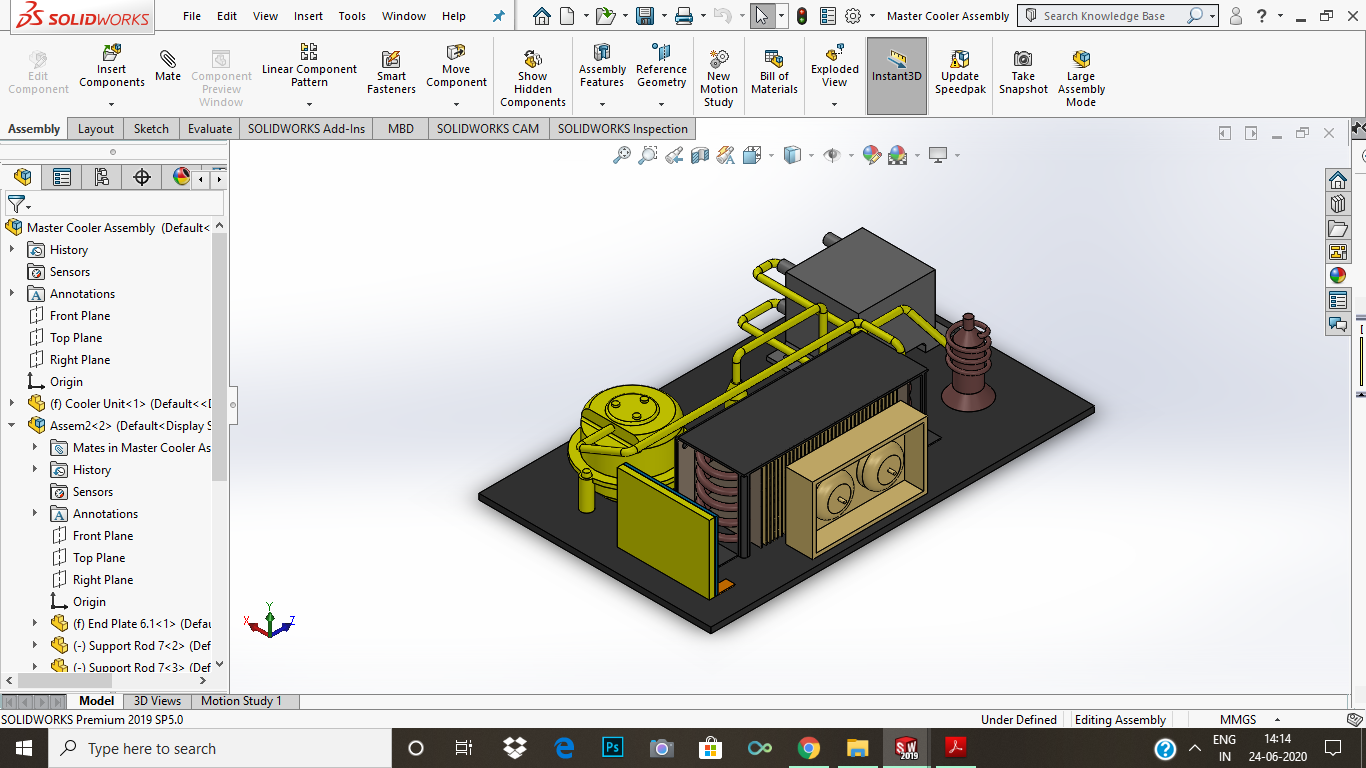 SOLIDWORKS File Edit View Insert Tools Window Help Master Cooler Assembly Search Knowledge Base ?
Edit Component
Insert Components
Mate
Component Preview Window
Linear Component Pattern
Smart Fasteners
Move Component
Show Hidden Components
Assembly Features
Reference Geometry
New Motion Study
Bill of Materials
Exploded View
Instant3D
Update Speedpak
Take Snapshot
Large Assembly Mode
Assembly Layout Sketch Evaluate SOLIDWORKS Add-Ins MBD SOLIDWORKS CAM SOLIDWORKS Inspection
Master Cooler Assembly (Default<
History
Sensors
Annotations
Front Plane
Top Plane
Right Plane
Origin
(f) Cooler Unit<1> (Default<<D
Assem2<2> (Default<Display S
Mates in Master Cooler As
History
Sensors
Annotations
Front Plane
Top Plane
Right Plane
Origin
(f) End Plate 6.1<1> (Defau
(-) Support Rod 7<2> (Def
(-) Support Rod 7<3> (Def
Y
X
Z
Model 3D Views Motion Study 1
SOLIDWORKS Premium 2019 SP5.0 Under Defined Editing Assembly MMGS
Type here to search
Ps
SW 2019
?
ENG
IN
14:14
24-06-2020